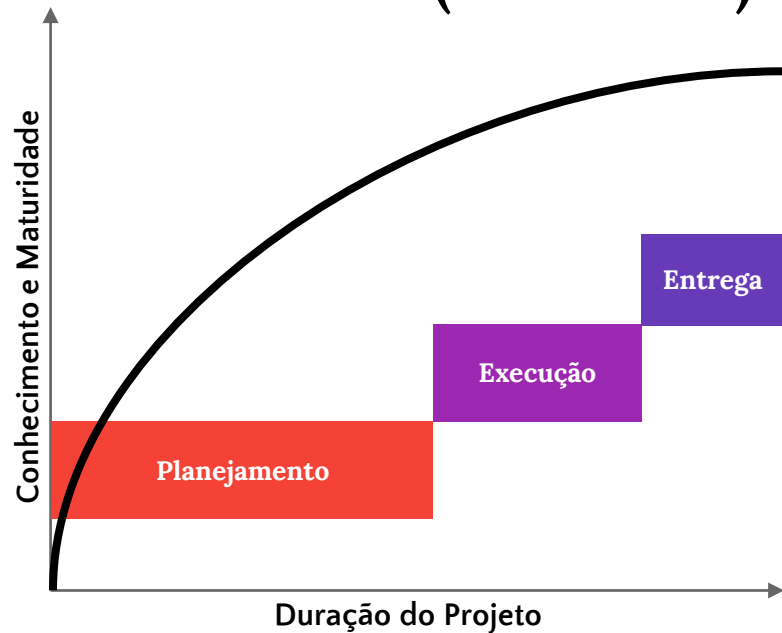 Conhecimento e Maturidade
Entrega
Execução
Planejamento
Duração do Projeto